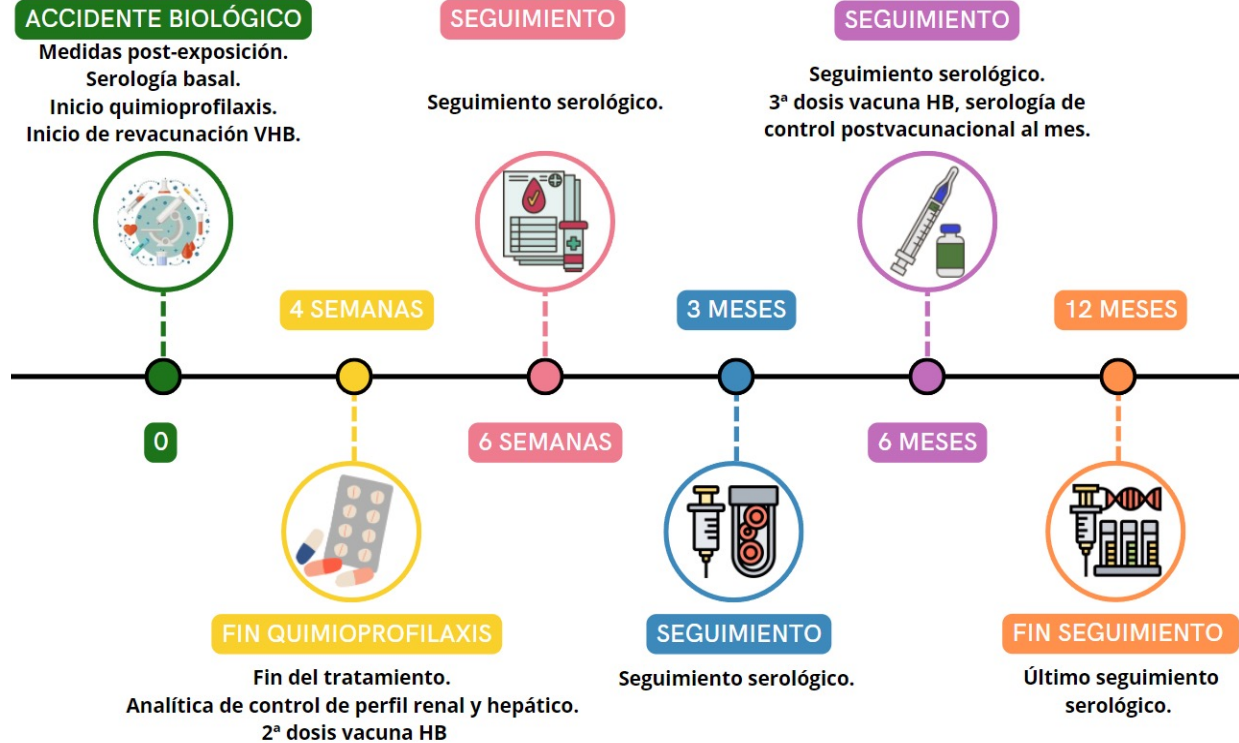 ACCIDENTE BIOLÓGICO
Medidas post-exposición.
Serología basal.
Inicio quimioprofilaxis.
Inicio de revacunación VHB.
0
4 SEMANAS
FIN QUIMIOPROFILAXIS
Fin del tratamiento.
Analítica de control de perfil renal y hepático.
2ª dosis vacuna HB
SEGUIMIENTO
Seguimiento serológico.
6 SEMANAS
3 MESES
SEGUIMIENTO
Seguimiento serológico.
SEGUIMIENTO
Seguimiento serológico.
3ª dosis vacuna HB, serología de
control postvacunacional al mes.
6 MESES
12 MESES
FIN SEGUIMIENTO
Último seguimiento
serológico.